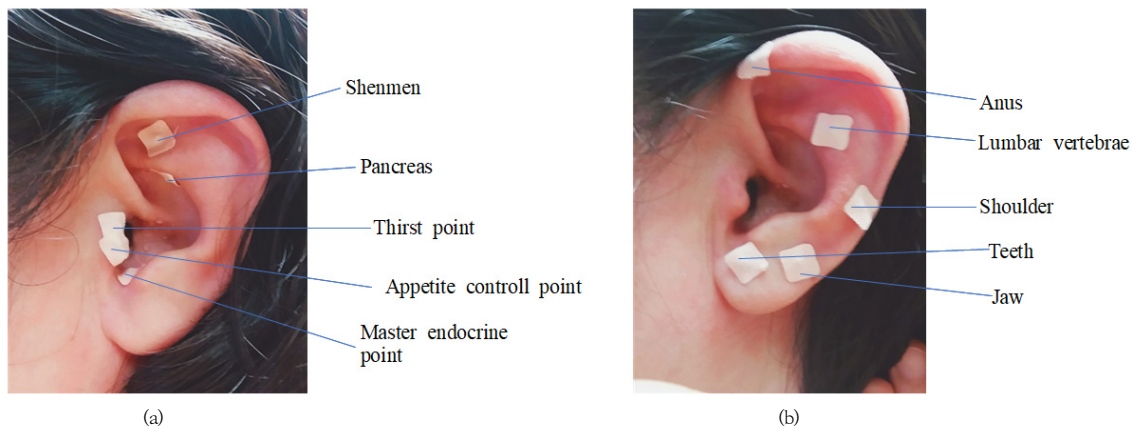 Shenmen
Pancreas
Thirst point
Appetite controll point
Master endocrine
point
(a)
Anus
Lumbar vertebrae
Shoulder
Teeth
Jaw
(b)